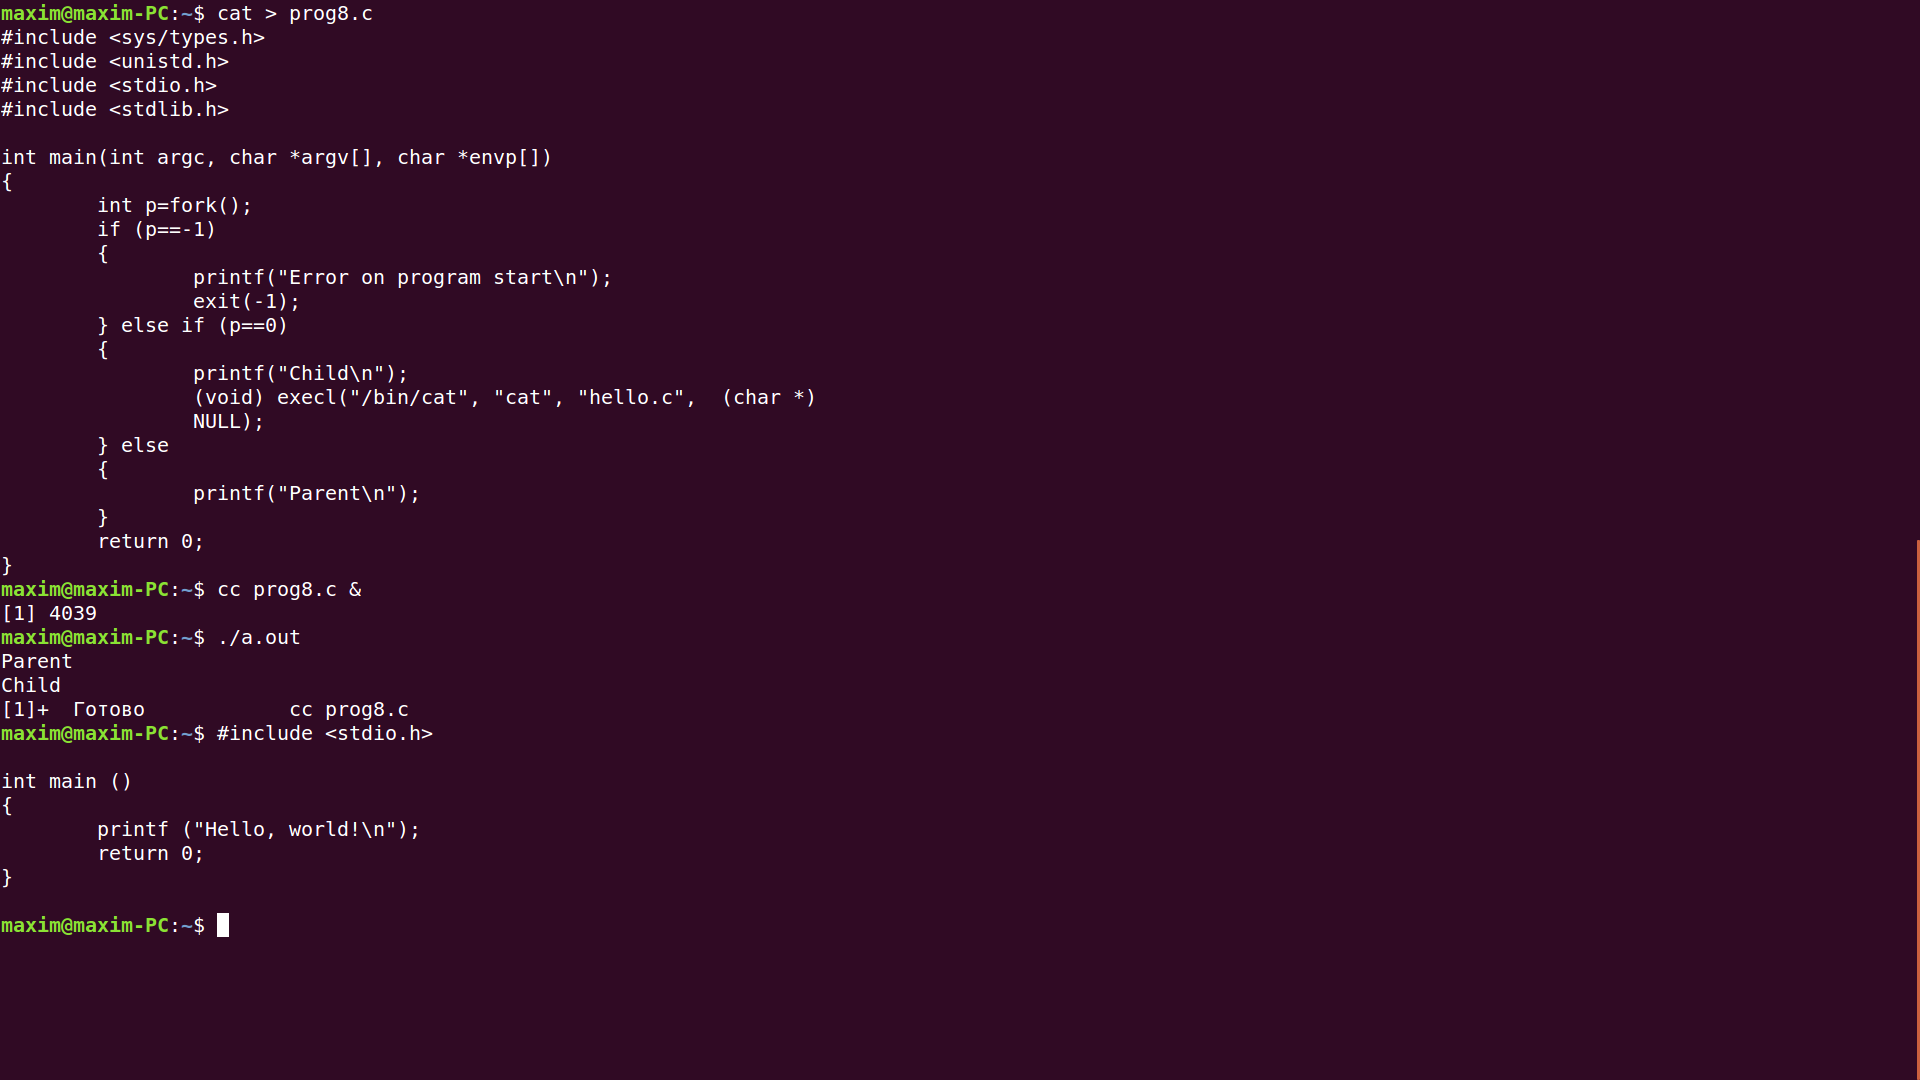 maxim@maxim-PC:~$ cat > prog8.c
#include <sys/types.h>
#include <unistd.h>
#include <stdio.h>
#include <stdlib.h>

int main(int argc, char *argv[], char *envp[])
{
        int p=fork();
        if (p==-1)
        {
                printf("Error on program start\n");
                exit(-1);
        } else if (p==0)
        {
                printf("Child\n");
                (void) execl("/bin/cat", "cat", "hello.c",  (char *)
                NULL);
        } else
        {
                printf("Parent\n");
        }
        return 0;
}
maxim@maxim-PC:~$ cc prog8.c &
[1] 4039
maxim@maxim-PC:~$ ./a.out
Parent
Child
[1]+  Готово            cc prog8.c
maxim@maxim-PC:~$ #include <stdio.h>

int main ()
{
        printf ("Hello, world!\n");
        return 0;
}

maxim@maxim-PC:~$